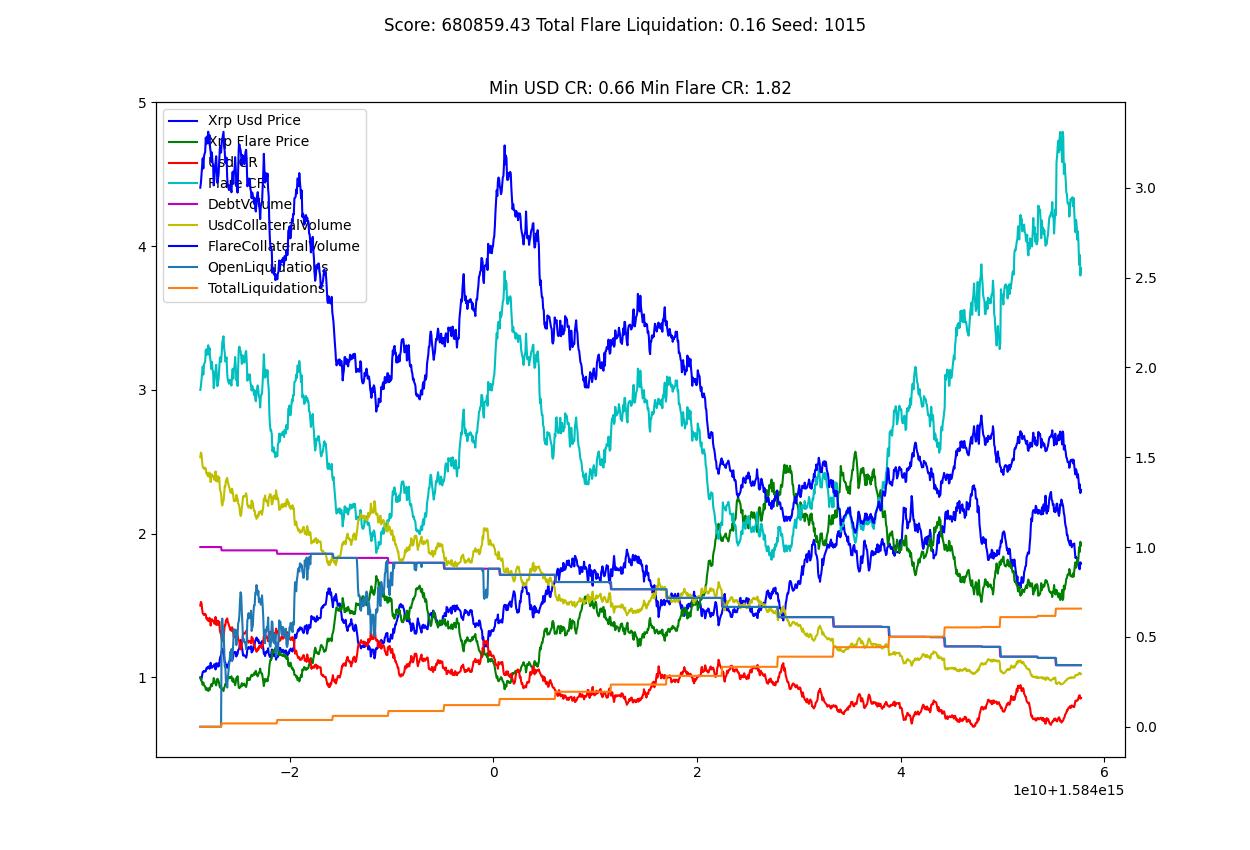 Score: 680859.43 Total Flare Liquidation: 0.16 Seed: 1015
Min USD CR: 0.66 Min Flare CR: 1.82
Xrp Usd Price
Xrp Flare Price
Usd CR
Flare CR
DebtVolume
UsdCollateralVolume
FlareCollateralVolume
OpenLiquidations
TotalLiquidations
5
4
3
2
1
3.0
2.5
2.0
1.5
1.0
0.5
0.0
−2
0
2
4
6
1e10+1.584e15